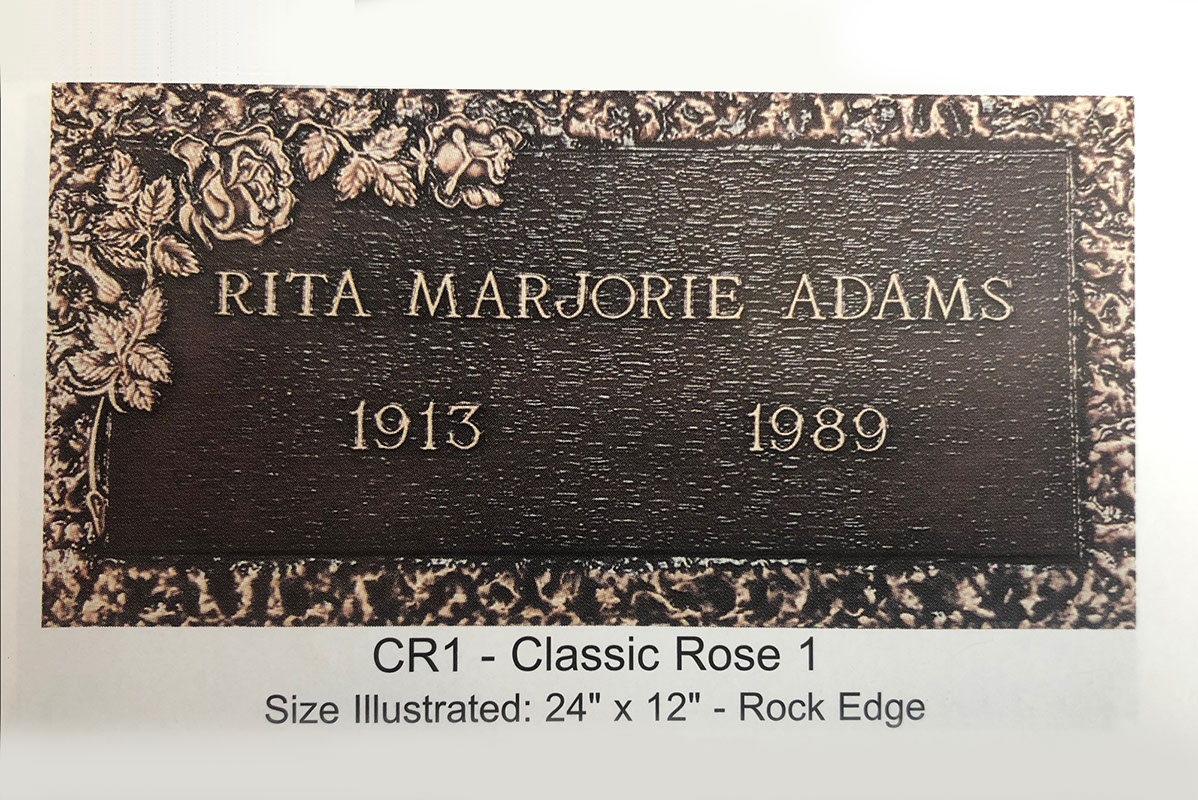 RITA MARJORIE ADAMS
1913 1989
CR1 - Classic Rose 1
Size Illustrated: 24" x 12" - Rock Edge